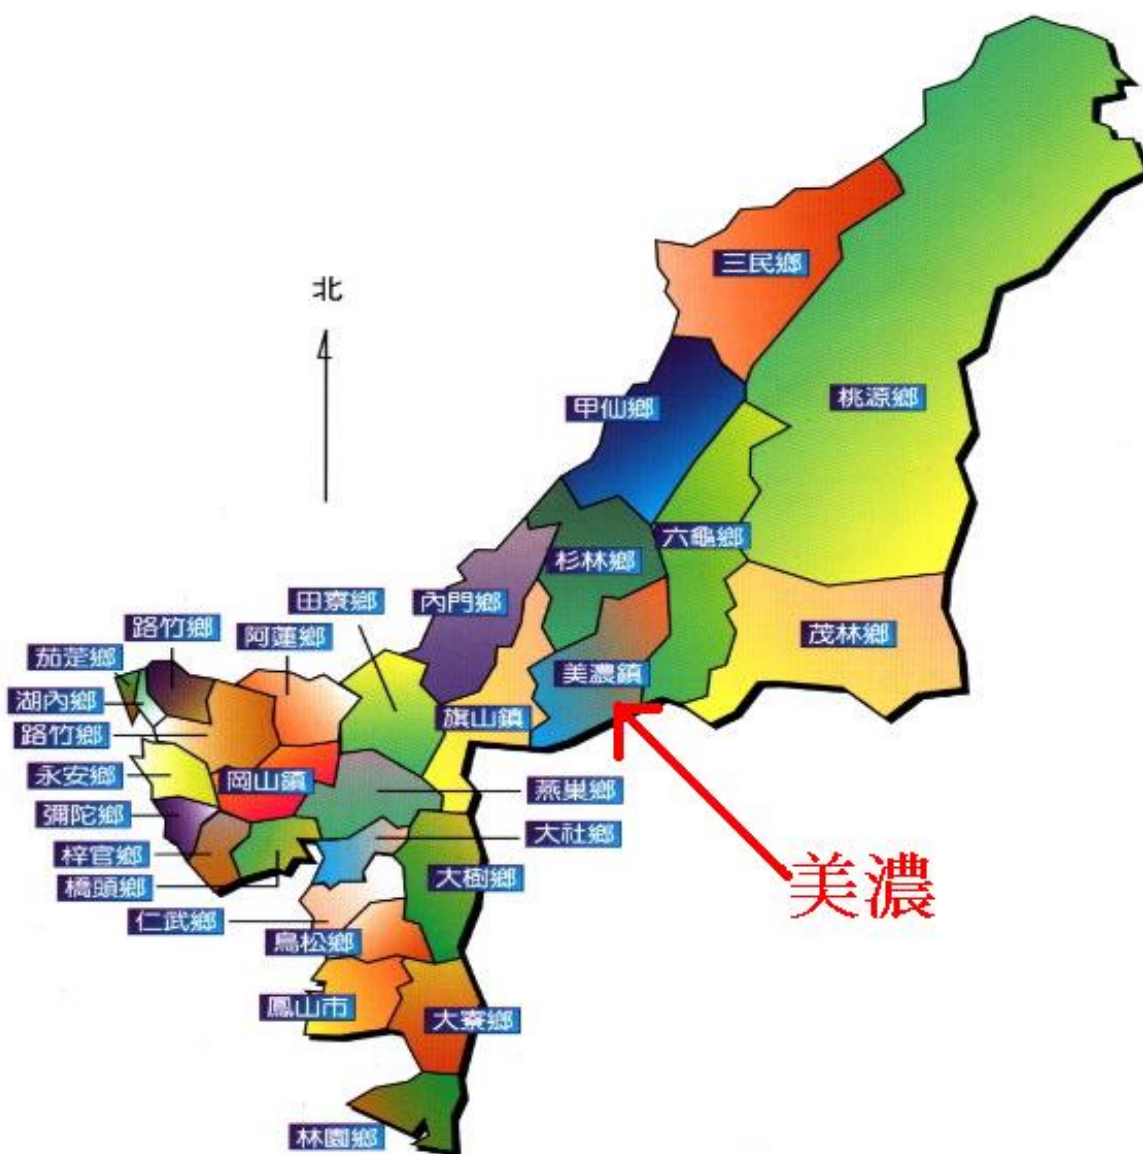 三民鄉
北
桃源鄉
甲仙鄉
六龜鄉
杉林鄉
田寮鄉
內門鄉
路竹鄉
阿蓮鄉
茂林鄉
茄萣鄉
美濃鎮
湖內鄉
旗山鎮
路竹鄉
永安鄉
岡山鎮
燕巢鄉
彌陀鄉
大社鄉
梓官鄉
大樹鄉
橋頭鄉
美濃
仁武鄉
鳥松鄉
鳳山市
大寮鄉
林園鄉